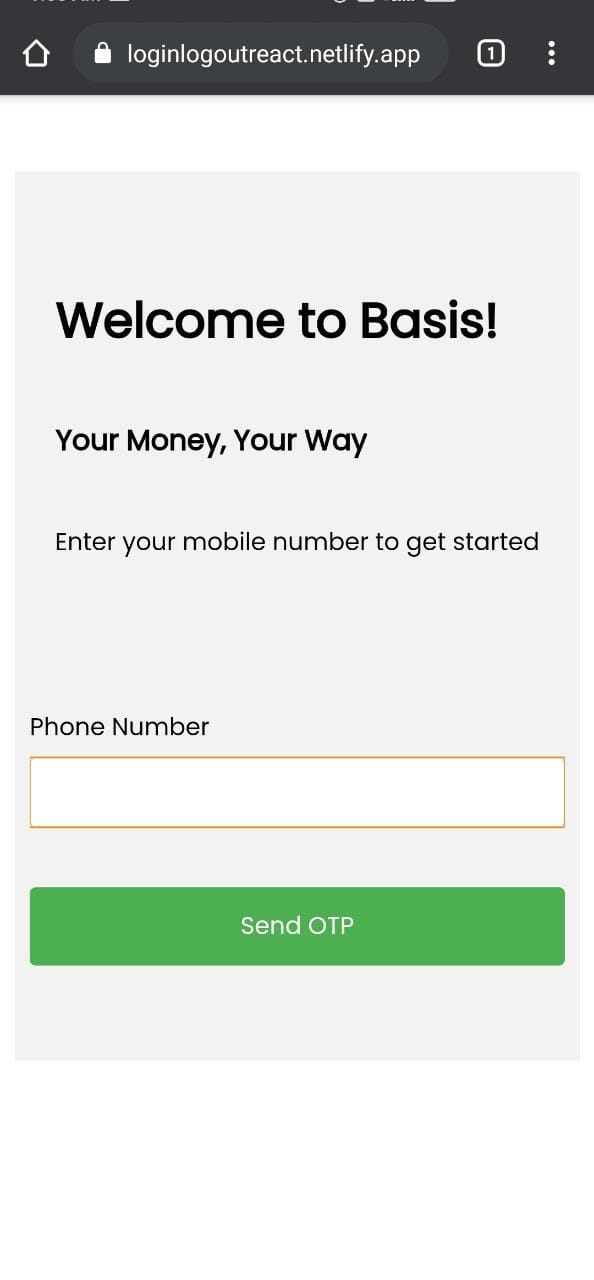 loginlogoutreact.netlify.app
1
Welcome to Basis!
Your Money, Your Way
Enter your mobile number to get started
Phone Number
Send OTP